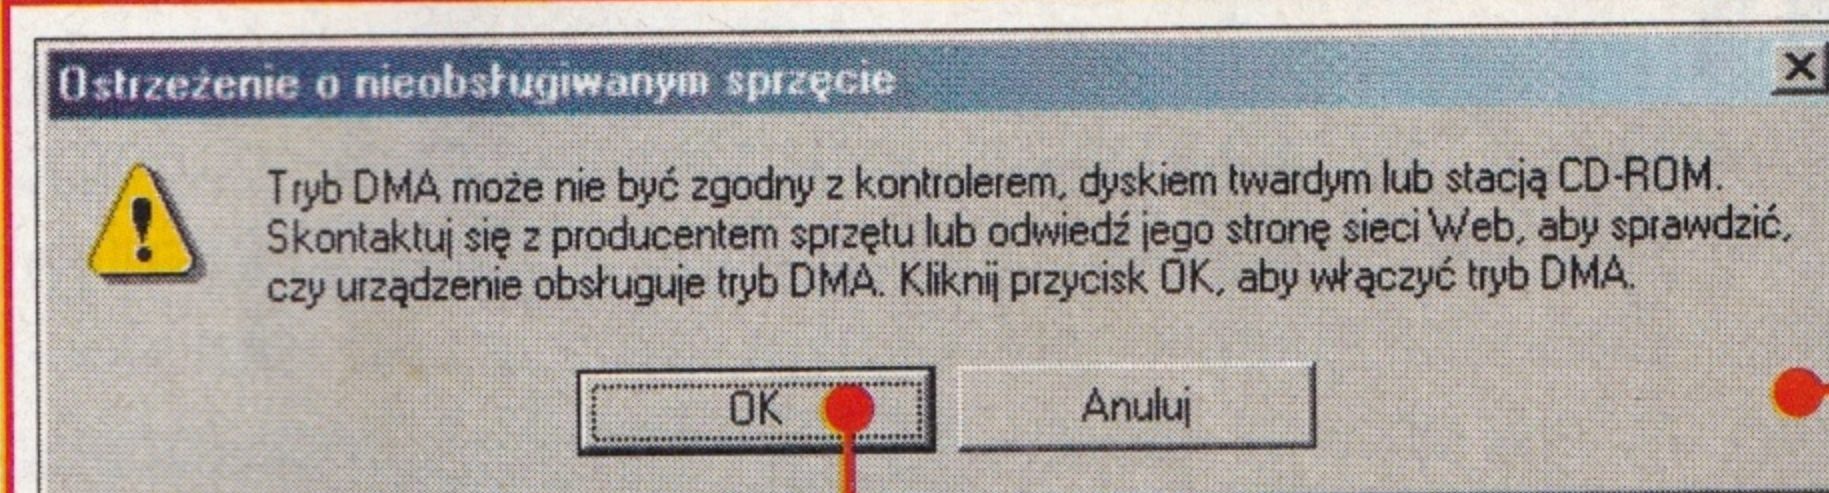 Ostrzeżenie o nieobsługiwanym sprzęcie
Tryb DMA może nie być zgodny z kontrolerem, dyskiem twardym lub stacją CD-ROM.
Skontaktuj się z producentem sprzętu lub odwiedź jego stronę sieci Web, aby sprawdzić,
czy urządzenie obsługuje tryb DMA. Kliknij przycisk OK, aby włączyć tryb DMA.
OK Anuluj